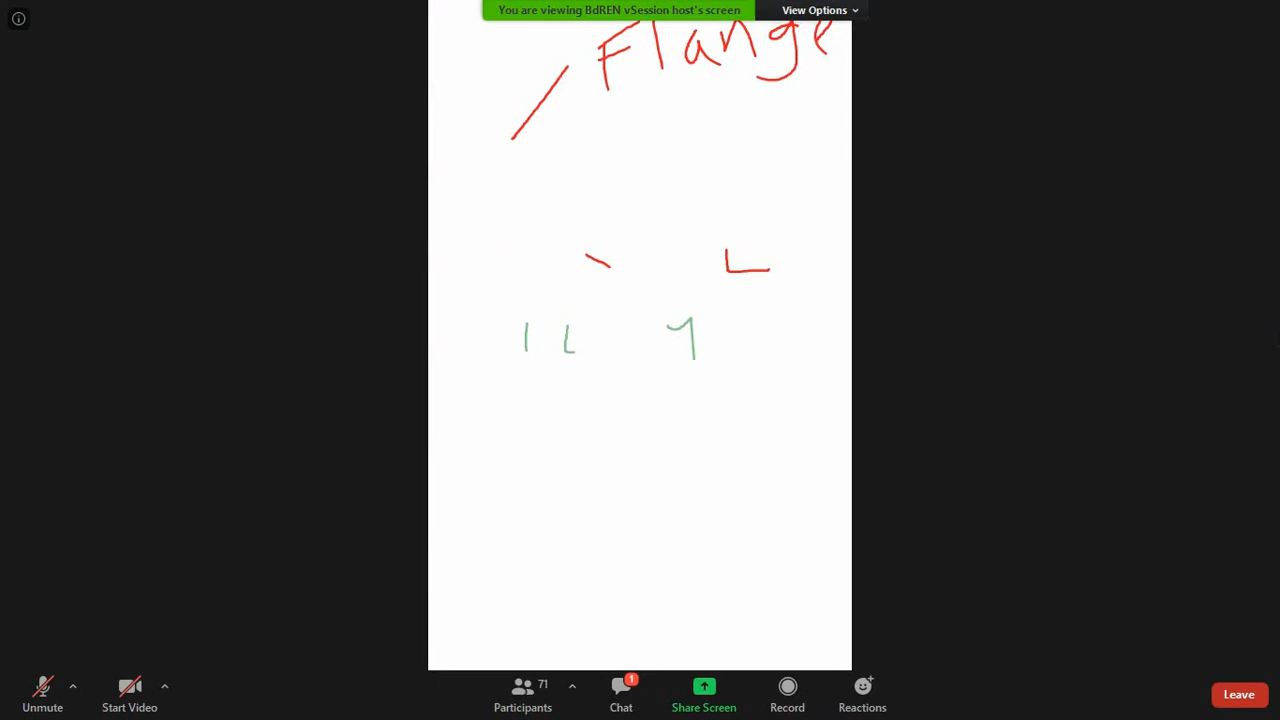 You are viewing BdREN vSession host's screen
View Options
Flange
71
1
Unmute
Start Video
Participants
Chat
Share Screen
Record
Reactions
Leave